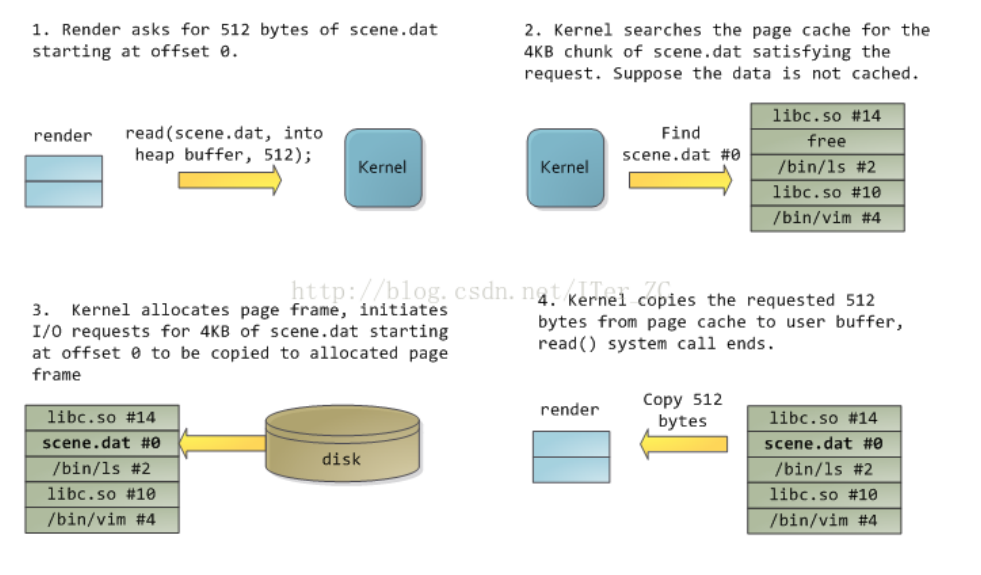 1. Render asks for 512 bytes of scene.dat
starting at offset 0.
2. Kernel searches the page cache for the
4KB chunk of scene.dat satisfying the
request. Suppose the data is not cached.
render
read(scene.dat, into
heap buffer, 512);
Kernel
Kernel
Find
scene.dat #0
libc.so #14
free
/bin/ls #2
libc.so #10
/bin/vim #4
http://blog.csdn.net/ITer_ZC
3. Kernel allocates page frame, initiates
I/O requests for 4KB of scene.dat starting
at offset 0 to be copied to allocated page
frame
4. Kernel copies the requested 512
bytes from page cache to user buffer,
read() system call ends.
libc.so #14
scene.dat #0
/bin/ls #2
libc.so #10
/bin/vim #4
disk
render
Copy 512
bytes
libc.so #14
scene.dat #0
/bin/ls #2
libc.so #10
/bin/vim #4